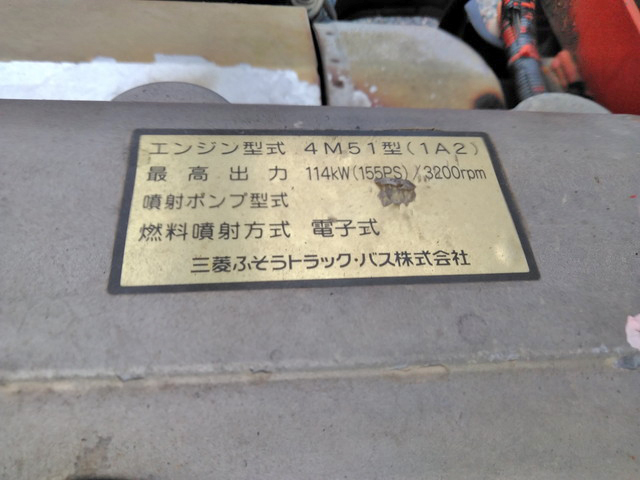 エンジン型式 4M51型(1A2)
最高出力 114kW(155PS)/3200rpm
噴射ポンプ型式
燃料噴射方式 電子式
三菱ふそうトラック・バス株式会社